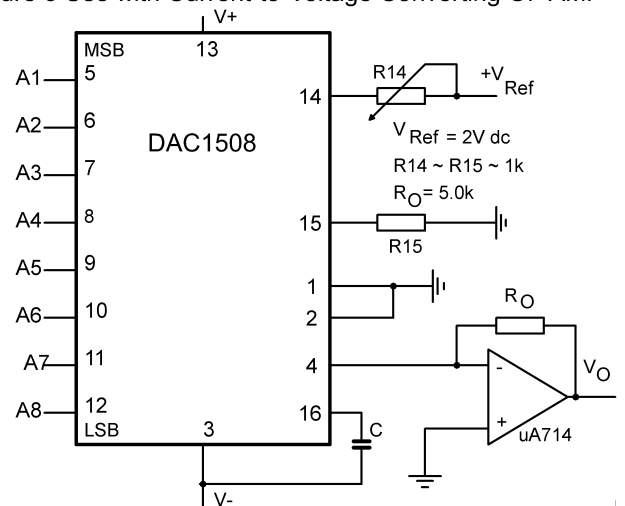 V+
MSB
13
A1
5
R14
+V Ref
14
A2
6
V Ref = 2V dc
DAC1508
A3
7
R14 ~ R15 ~ 1k
RO = 5.0k
A4
8
15
R15
A5
9
1
A6
10
2
RO
A7
11
4
-
VO
A8
12
16
C
+
uA714
LSB
3
V-